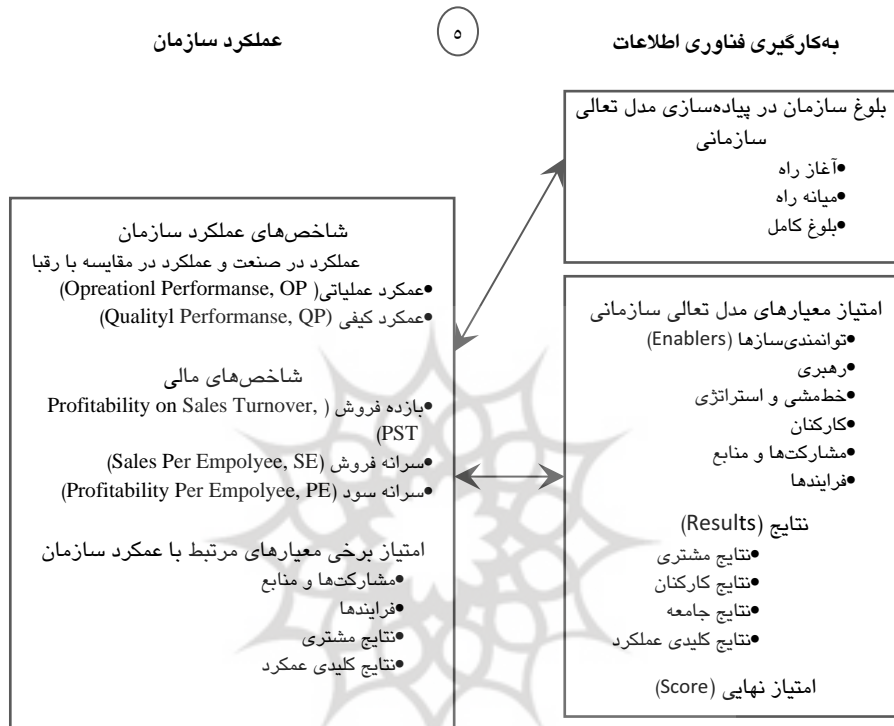 به‌کارگیری فناوری اطلاعات
۵
عملکرد سازمان
بلوغ سازمان در پیاده‌سازی مدل تعالی
سازمانی
•آغاز راه
•میانه راه
•بلوغ کامل
امتیاز معیارهای مدل تعالی سازمانی
•توانمندی‌سازها (Enablers)
•رهبری
•خط‌مشی و استراتژی
•کارکنان
•مشارکت‌ها و منابع
•فرایندها
نتایج (Results)
•نتایج مشتری
•نتایج کارکنان
•نتایج جامعه
•نتایج کلیدی عملکرد
امتیاز نهایی (Score)
شاخص‌های عملکرد سازمان
عملکرد در صنعت و عملکرد در مقایسه با رقبا
•عمکرد عملیاتی( Opreationl Performanse, OP)
•عمکرد کیفی (Qualityl Performanse, QP)
شاخص‌های مالی
•بازده فروش ( Profitability on Sales Turnover,
PST)
•سرانه فروش (Sales Per Empolyee, SE)
•سرانه سود (Profitability Per Empolyee, PE)
امتیاز برخی معیارهای مرتبط با عمکرد سازمان
•مشارکت‌ها و منابع
•فرایندها
•نتایج مشتری
•نتایج کلیدی عمکرد